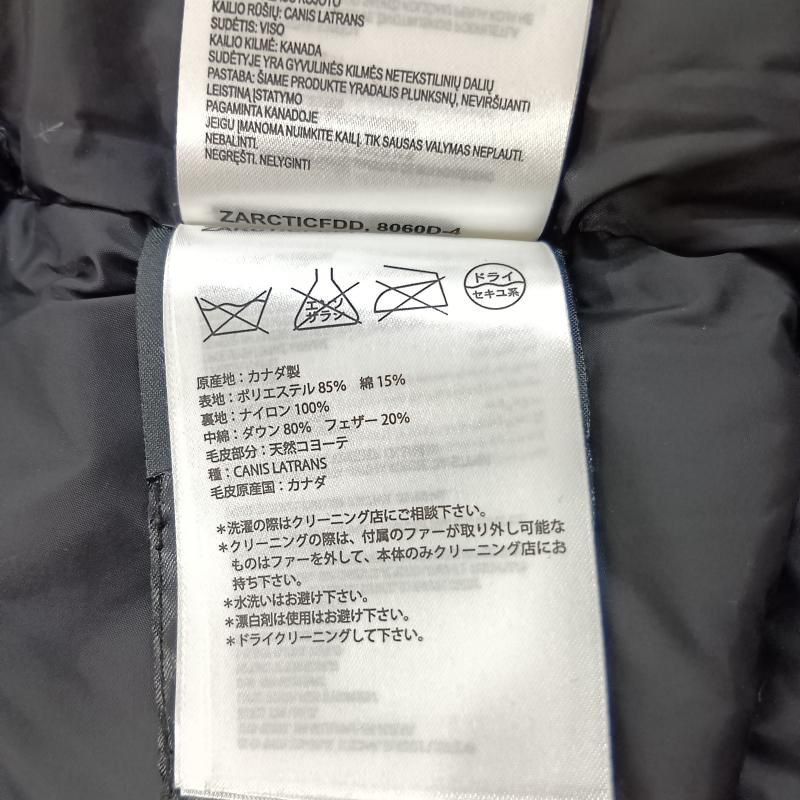 KAILIO RŪŠIŲ: CANIS LATRANS
SUDĖTIS: VISO
KAILIO KILMĖ: KANADA
SUDĖTYJE YRA GYVULINĖS KILMĖS NETEKSTILINIŲ DALIŲ
PASTABA: ŠIAME PRODUKTE YRADALIS PLUNKSNŲ, NEVIRŠIJANTI
LEISTINĄ ĮSTATYMO
PAGAMINTA KANADOJE
JEIGU ĮMANOMA NUIMKITE KAILĮ. TIK SAUSAS VALYMAS NEPLAUTI.
NEBALINTI.
NEGRĘŠTI. NELYGINTI
ZARCTICFDD, 8060D-4
エンソ
サラシ
ドライ
セキユ系
原産地：カナダ製
表地：ポリエステル 85% 綿 15%
裏地：ナイロン 100%
中綿：ダウン 80% フェザー 20%
毛皮部分：天然コヨーテ
種：CANIS LATRANS
毛皮原産国：カナダ
＊洗濯の際はクリーニング店にご相談下さい。
＊クリーニングの際は、付属のファーが取り外し可能な
ものはファーを外して、本体のみクリーニング店にお
持ち下さい。
＊水洗いはお避け下さい。
＊漂白剤は使用はお避け下さい。
＊ドライクリーニングして下さい。